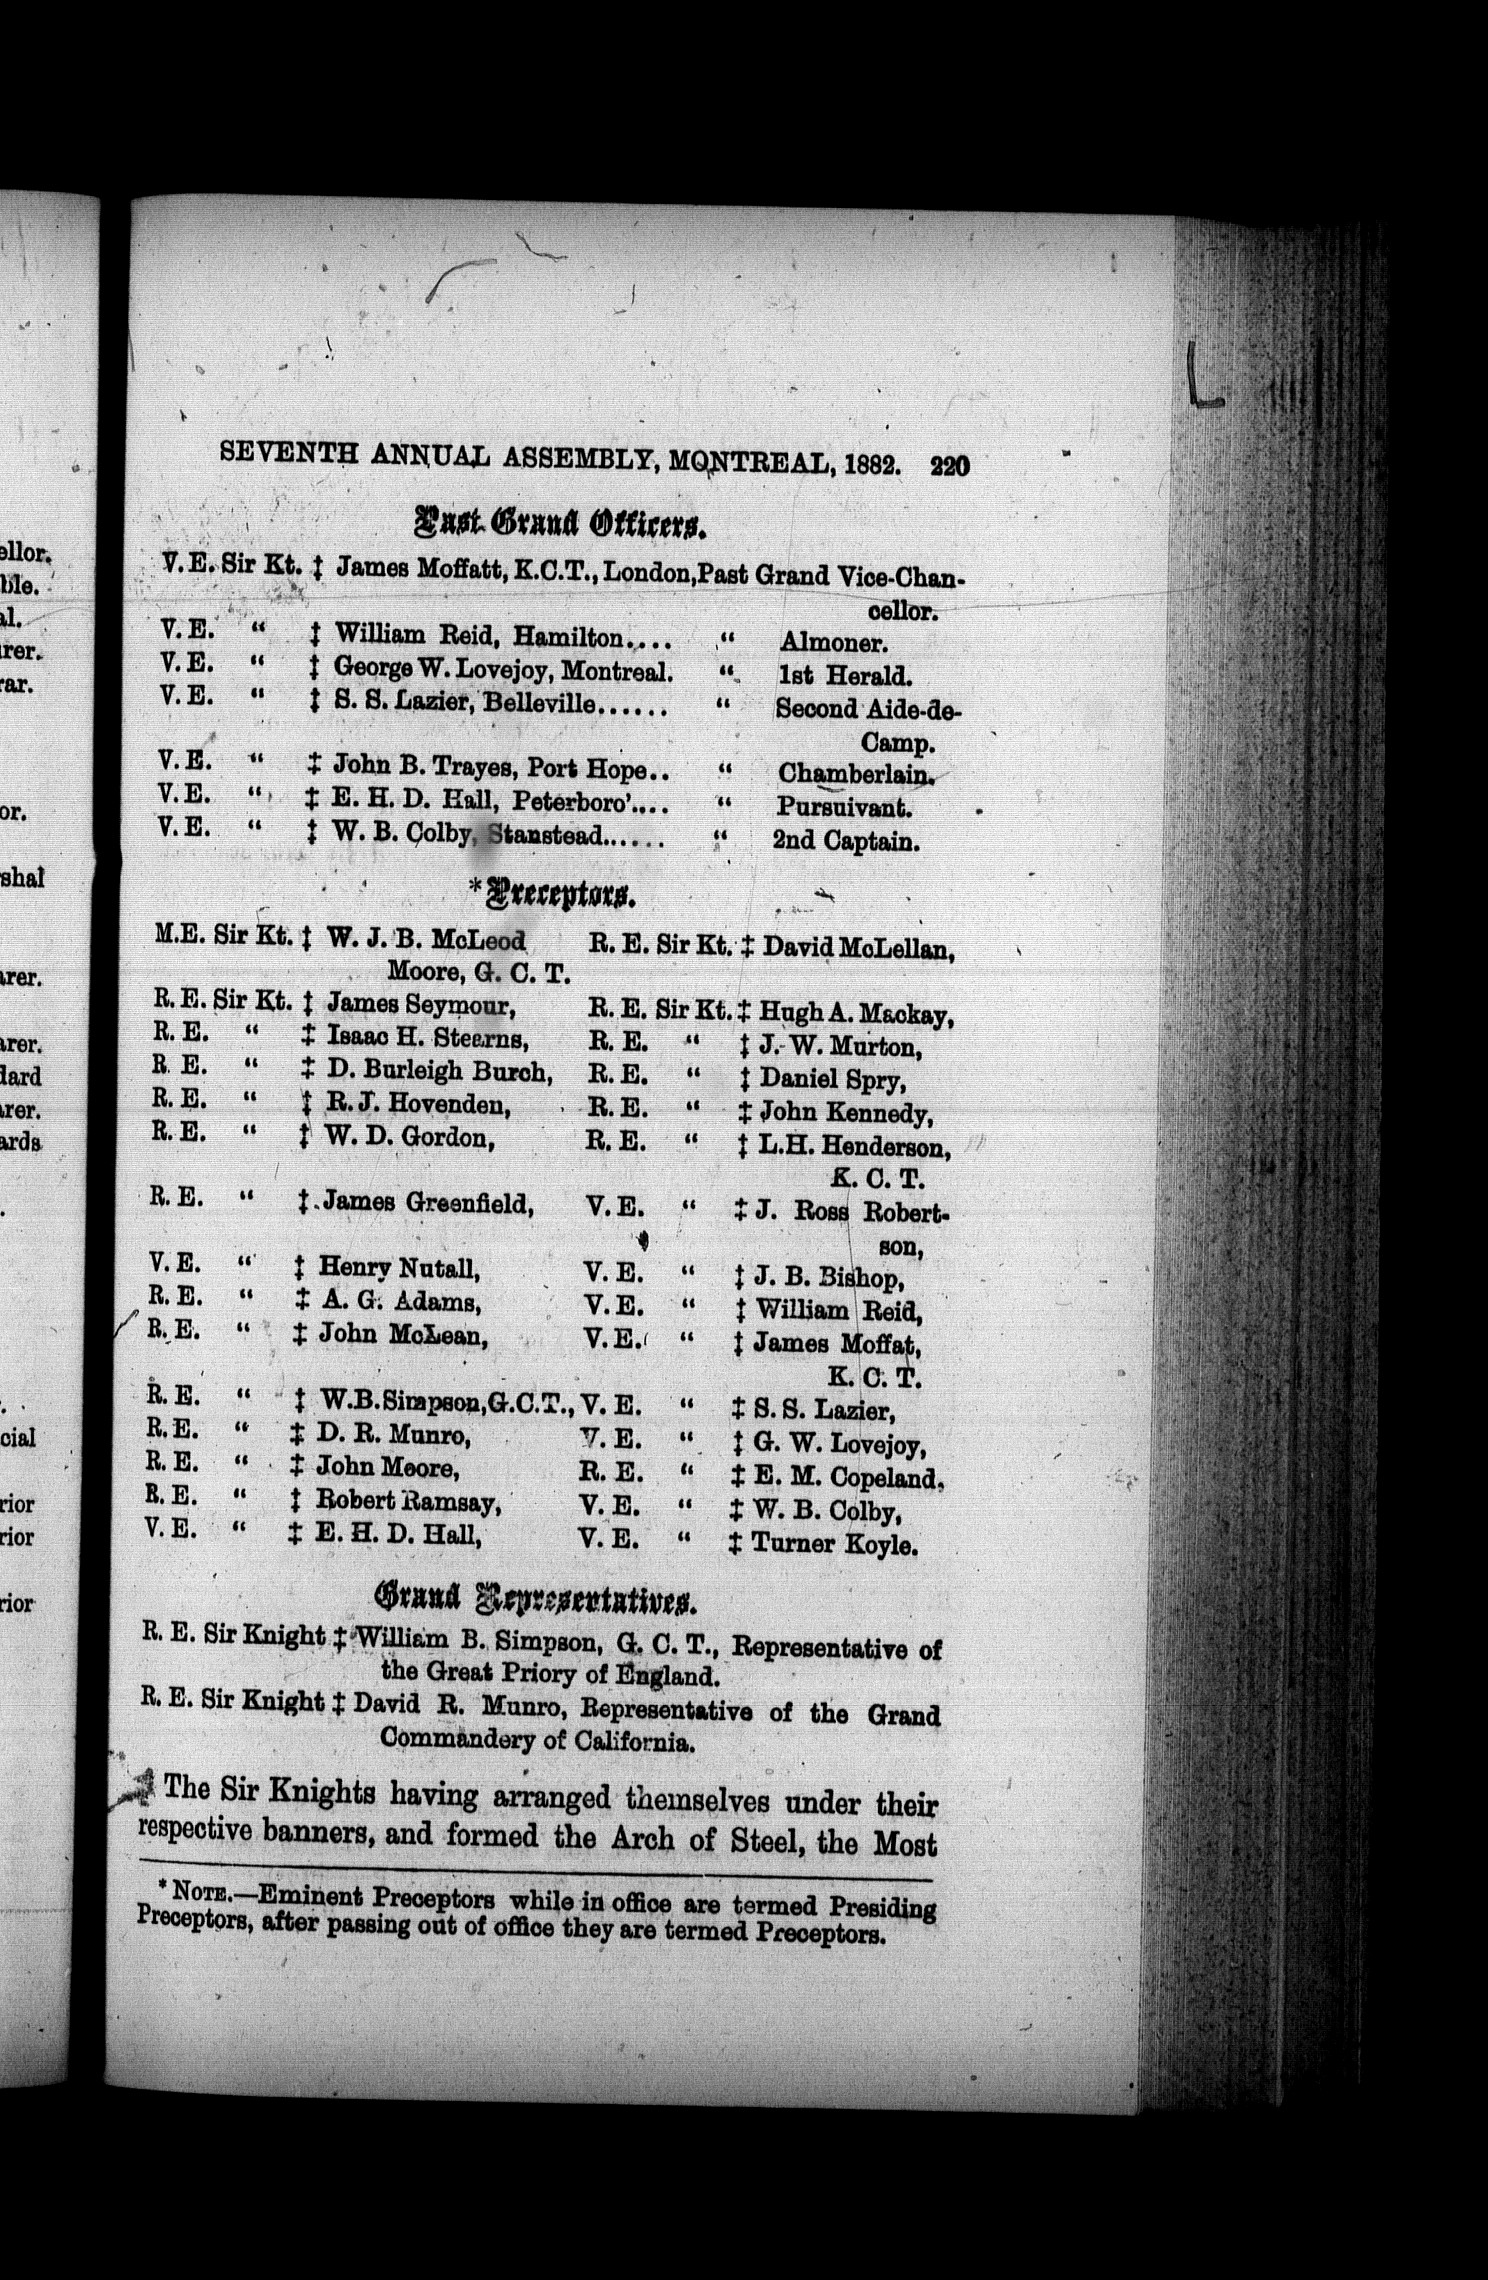 SEVENTH ANNUAL ASSEMBLY, MONTREAL, 1882. 220
Past Grand Officers.
V. E. Sir Kt. ‡ James Moffatt, K.C.T., London, Past Grand Vice-Chan-
cellor.
V. E. “ ‡ William Reid, Hamilton.... “ Almoner.
V. E. “ ‡ George W. Lovejoy, Montreal. “ 1st Herald.
V. E. “ ‡ S. S. Lazier, Belleville...... “ Second Aide-de-
Camp.
V. E. “ ‡ John B. Trayes, Port Hope.. “ Chamberlain.
V. E. “ ‡ E. H. D. Hall, Peterboro'.... “ Pursuivant.
V. E. “ ‡ W. B. Colby, Stanstead...... “ 2nd Captain.
*Preceptors.
M.E. Sir Kt. ‡ W. J. B. McLeod R. E. Sir Kt. ‡ David McLellan,
Moore, G. C. T.
R. E. Sir Kt. ‡ James Seymour, R. E. Sir Kt. ‡ Hugh A. Mackay,
R. E. “ ‡ Isaac H. Stearns, R. E. “ ‡ J. W. Murton,
R. E. “ ‡ D. Burleigh Burch, R. E. “ ‡ Daniel Spry,
R. E. “ ‡ R. J. Hovenden, R. E. “ ‡ John Kennedy,
R. E. “ ‡ W. D. Gordon, R. E. “ ‡ L.H. Henderson,
K. C. T.
R. E. “ ‡ James Greenfield, V. E. “ ‡ J. Ross Robert-
son,
V. E. “ ‡ Henry Nutall, V. E. “ ‡ J. B. Bishop,
R. E. “ ‡ A. G. Adams, V. E. “ ‡ William Reid,
R. E. “ ‡ John McLean, V. E. “ ‡ James Moffat,
K. C. T.
R. E. “ ‡ W.B.Simpson,G.C.T., V. E. “ ‡ S. S. Lazier,
R. E. “ ‡ D. R. Munro, V. E. “ ‡ G. W. Lovejoy,
R. E. “ ‡ John Moore, R. E. “ ‡ E. M. Copeland,
R. E. “ ‡ Robert Ramsay, V. E. “ ‡ W. B. Colby,
V. E. “ ‡ E. H. D. Hall, V. E. “ ‡ Turner Koyle.
Grand Representatives.
R. E. Sir Knight ‡ William B. Simpson, G. C. T., Representative of
the Great Priory of England.
R. E. Sir Knight ‡ David R. Munro, Representative of the Grand
Commandery of California.
The Sir Knights having arranged themselves under their
respective banners, and formed the Arch of Steel, the Most
*NOTE.—Eminent Preceptors while in office are termed Presiding
Preceptors, after passing out of office they are termed Preceptors.